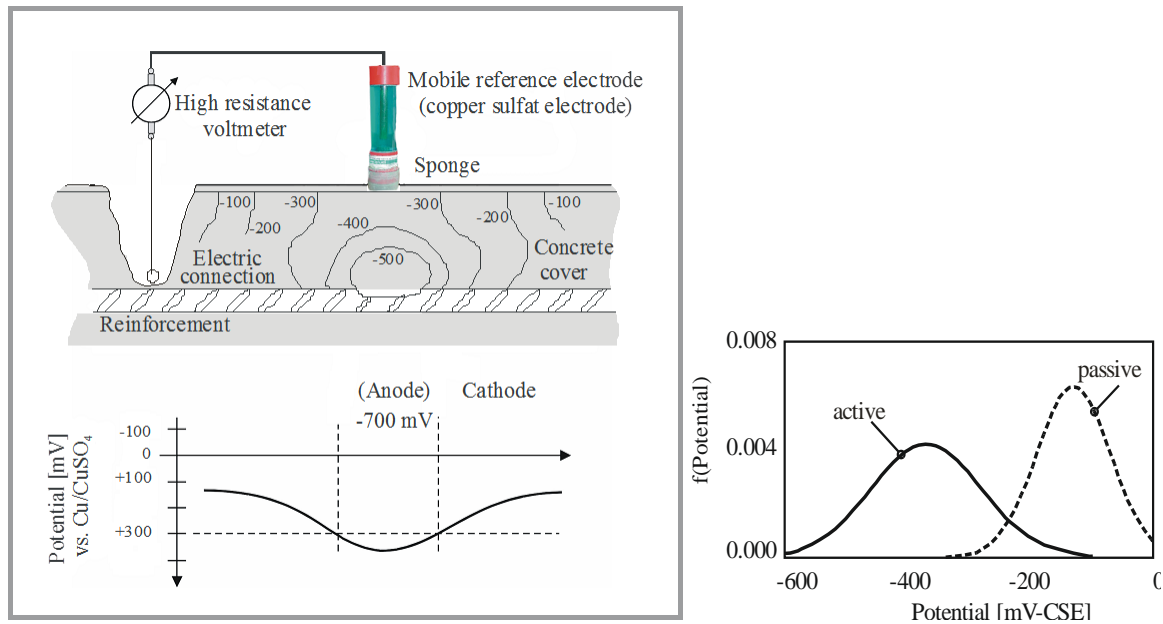 Mobile reference electrode
(copper sulfat electrode)
High resistance
voltmeter
Sponge
-100
-300
-300
-100
-200
-400
-200
-500
Electric
connection
Concrete
cover
Reinforcement
(Anode)
Cathode
-700 mV
Potential [mV]
vs. Cu/CuSO₄
-100
0
+100
+300
0.008
0.004
0.000
f(Potential)
active
passive
-600
-400
-200
0
Potential [mV-CSE]